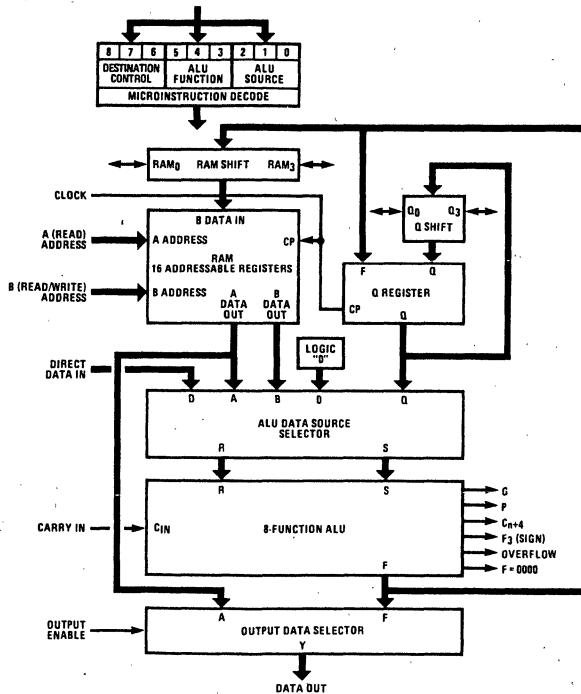 8 7 6 5 4 3 2 1 0
DESTINATION CONTROL
ALU FUNCTION
ALU SOURCE
MICROINSTRUCTION DECODE
RAM0 RAM SHIFT RAM3
CLOCK
B DATA IN
Q0 Q3
Q SHIFT
A (READ) ADDRESS
A ADDRESS
CP
RAM
16 ADDRESSABLE REGISTERS
F Q
B (READ/WRITE) ADDRESS
B ADDRESS
A DATA OUT
B DATA OUT
Q REGISTER
CP
Q
LOGIC "0"
DIRECT DATA IN
D A B 0 Q
ALU DATA SOURCE SELECTOR
R S
R S
G
P
CARRY IN
CIN
8-FUNCTION ALU
Cn+4
F3 (SIGN)
OVERFLOW
F = 0000
F
A F
OUTPUT ENABLE
OUTPUT DATA SELECTOR
Y
DATA OUT